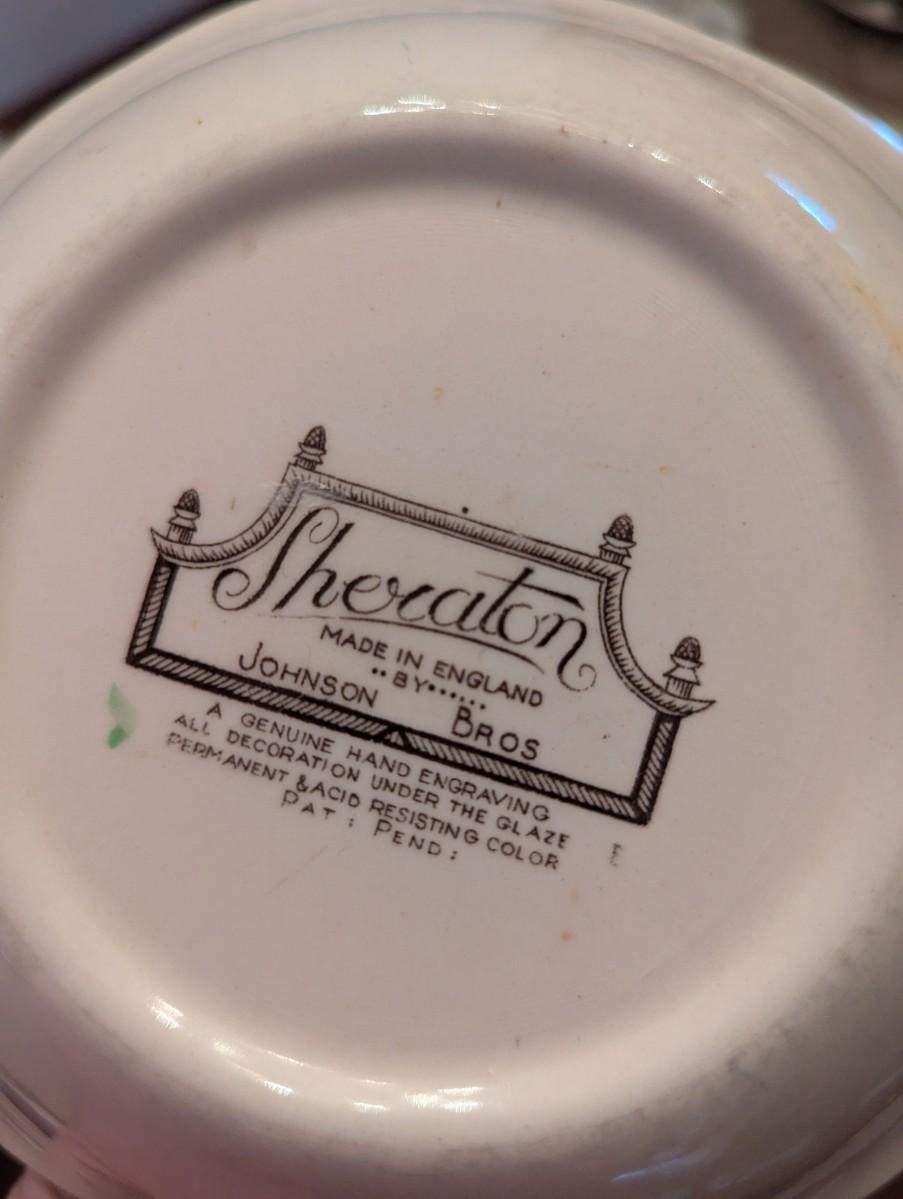 Sheraton
MADE IN ENGLAND
··BY······
JOHNSON BROS
A GENUINE HAND ENGRAVING
ALL DECORATION UNDER THE GLAZE
PERMANENT & ACID RESISTING COLOR
PAT: PEND: